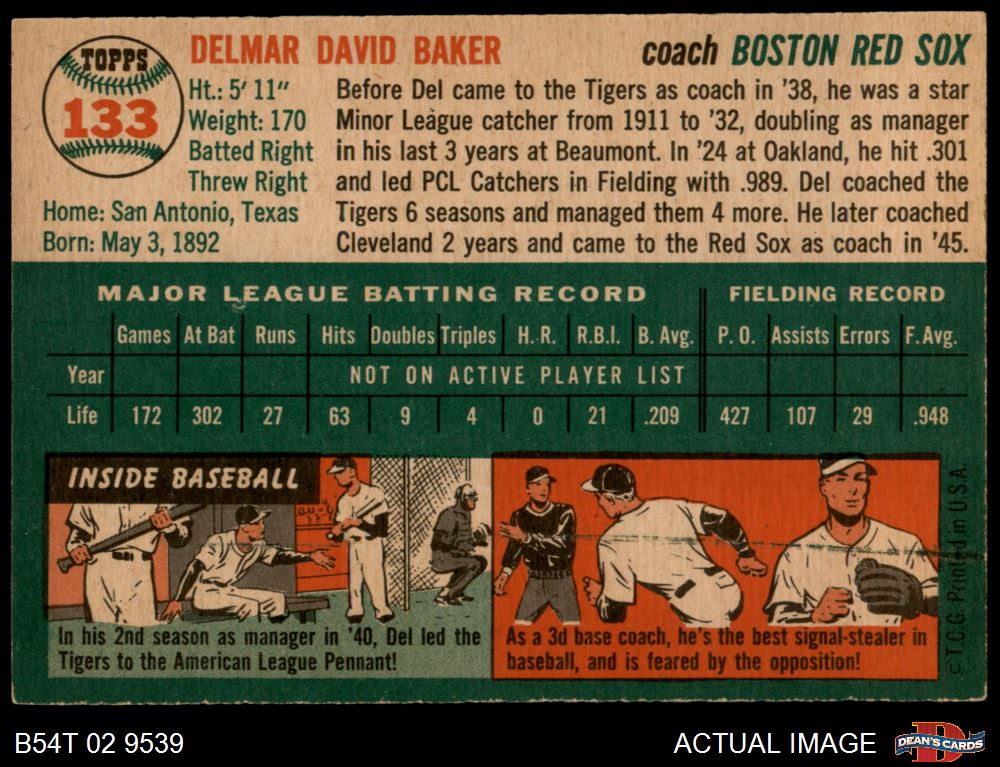 TOPPS
133
DELMAR DAVID BAKER
coach BOSTON RED SOX
Ht.: 5' 11"
Weight: 170
Batted Right
Threw Right
Home: San Antonio, Texas
Born: May 3, 1892
Before Del came to the Tigers as coach in '38, he was a star
Minor League catcher from 1911 to '32, doubling as manager
in his last 3 years at Beaumont. In '24 at Oakland, he hit .301
and led PCL Catchers in Fielding with .989. Del coached the
Tigers 6 seasons and managed them 4 more. He later coached
Cleveland 2 years and came to the Red Sox as coach in '45.
MAJOR LEAGUE BATTING RECORD FIELDING RECORD
Games At Bat Runs Hits Doubles Triples H.R. R.B.I. B. Avg. P.O. Assists Errors F. Avg.
Year NOT ON ACTIVE PLAYER LIST
Life 172 302 27 63 9 4 0 21 .209 427 107 29 .948
INSIDE BASEBALL
In his 2nd season as manager in '40, Del led the
Tigers to the American League Pennant!
As a 3d base coach, he's the best signal-stealer in
baseball, and is feared by the opposition!
© T.C.G. Printed in U.S.A.
B54T 02 9539
ACTUAL IMAGE
DEAN'S CARDS